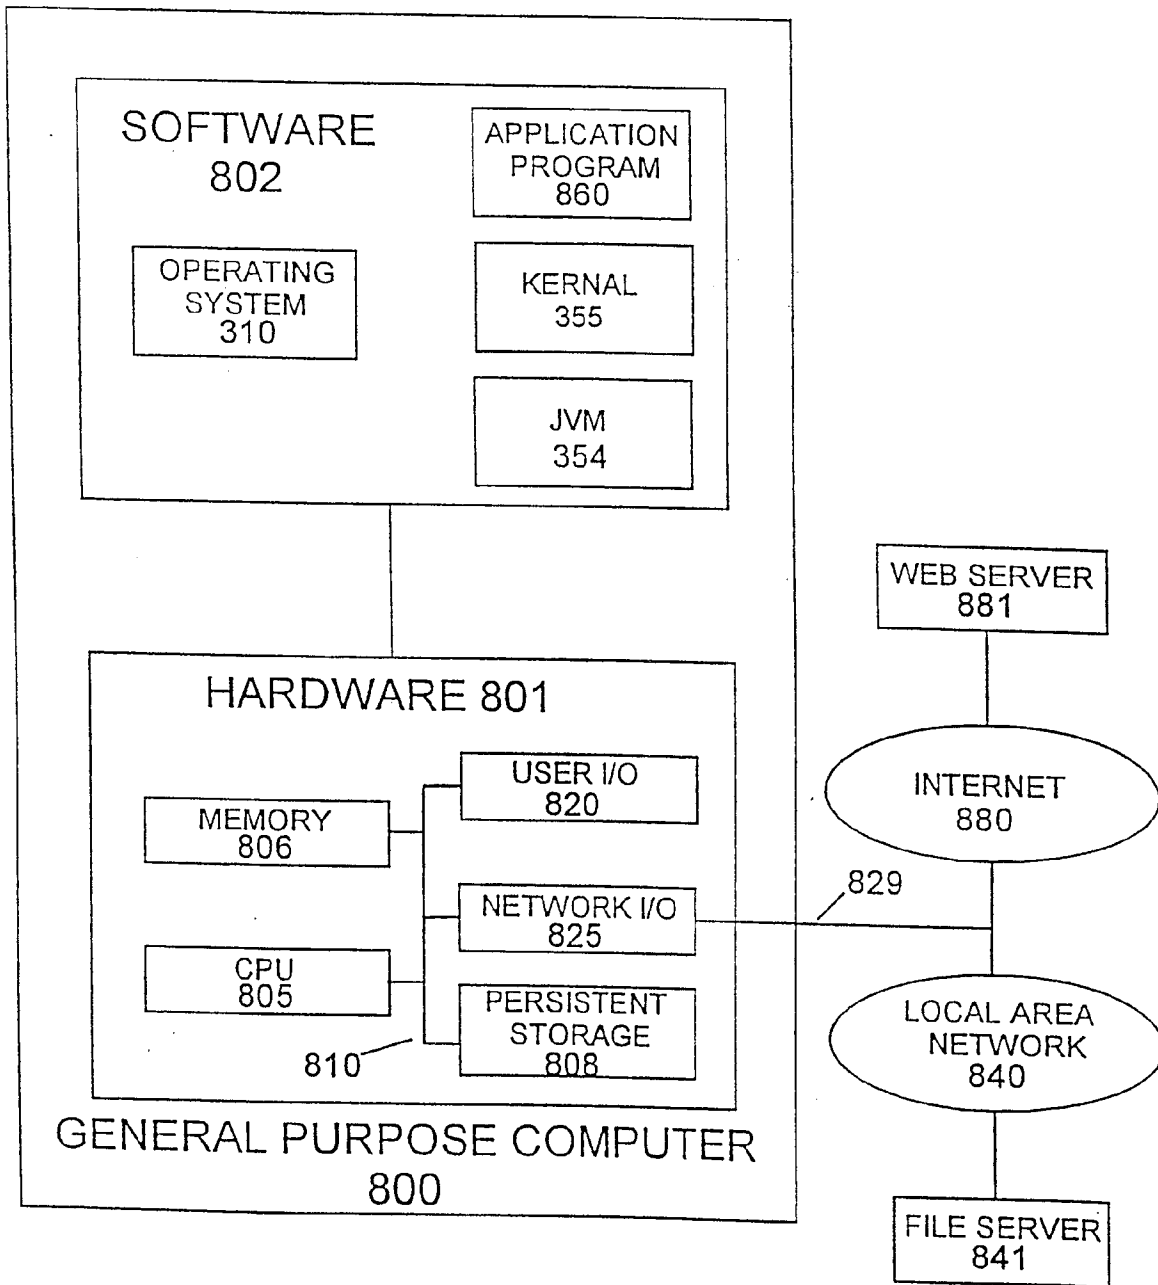 SOFTWARE
802
APPLICATION
PROGRAM
860
OPERATING
SYSTEM
310
KERNAL
355
JVM
354
WEB SERVER
881
HARDWARE 801
USER I/O
820
MEMORY
806
INTERNET
880
829
NETWORK I/O
825
CPU
805
PERSISTENT
STORAGE
808
810
LOCAL AREA
NETWORK
840
GENERAL PURPOSE COMPUTER
800
FILE SERVER
841